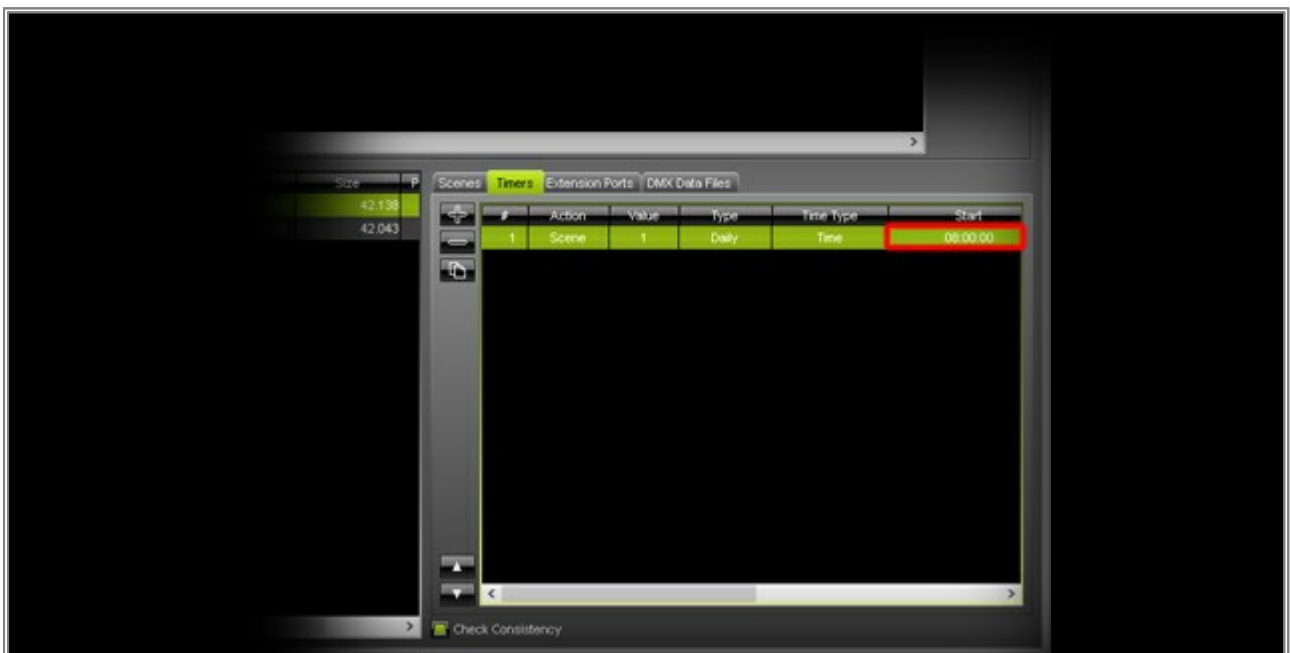 Size P
42.138
42.043
Scenes Timers Extension Ports DMX Data Files
# Action Value Type Time Type Start
1 Scene 1 Daily Time 08:00:00
Check Consistency